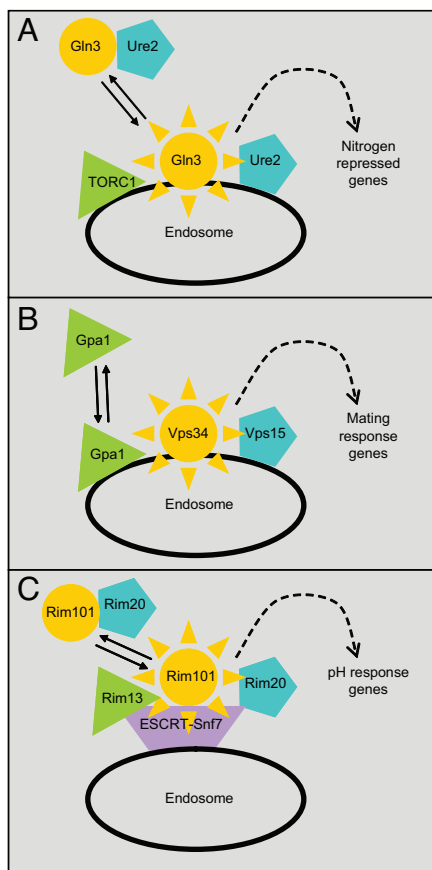 A
Gln3
Ure2
Gln3
Ure2
TORC1
Endosome
Nitrogen
repressed
genes
B
Gpa1
Gpa1
Vps34
Vps15
Endosome
Mating
response
genes
C
Rim101
Rim20
Rim101
Rim20
Rim13
ESCRT-Snf7
Endosome
pH response
genes